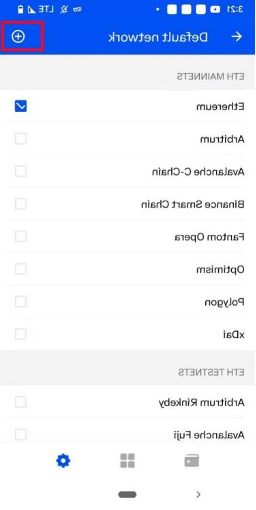 3:21 LTE
Default network
ETH MAINNETS
Ethereum
Arbitrum
Avalanche C-Chain
Binance Smart Chain
Fantom Opera
Optimism
Polygon
xDai
ETH TESTNETS
Arbitrum Rinkeby
Avalanche Fuji